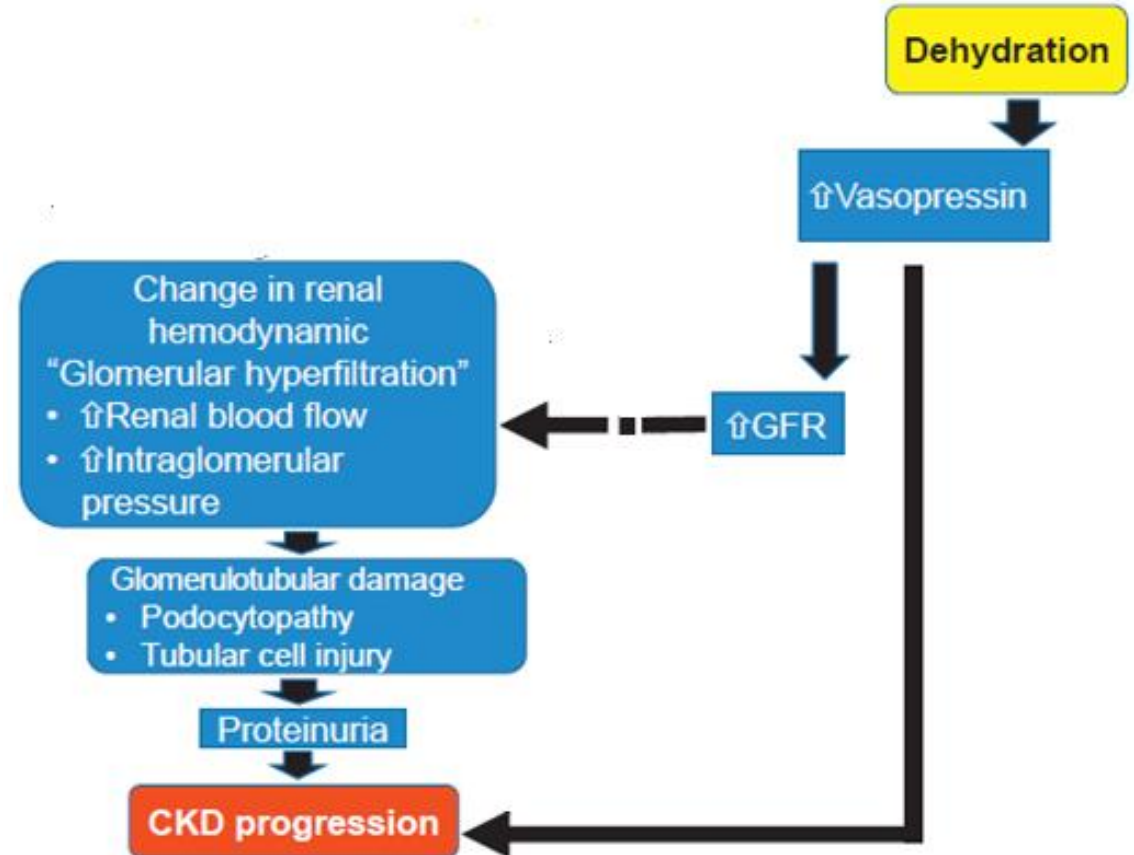 Dehydration
⇧Vasopressin
Change in renal
hemodynamic
“Glomerular hyperfiltration”
• ⇧Renal blood flow
• ⇧Intraglomerular
pressure
⇧GFR
Glomerulotubular damage
• Podocytopathy
• Tubular cell injury
Proteinuria
CKD progression